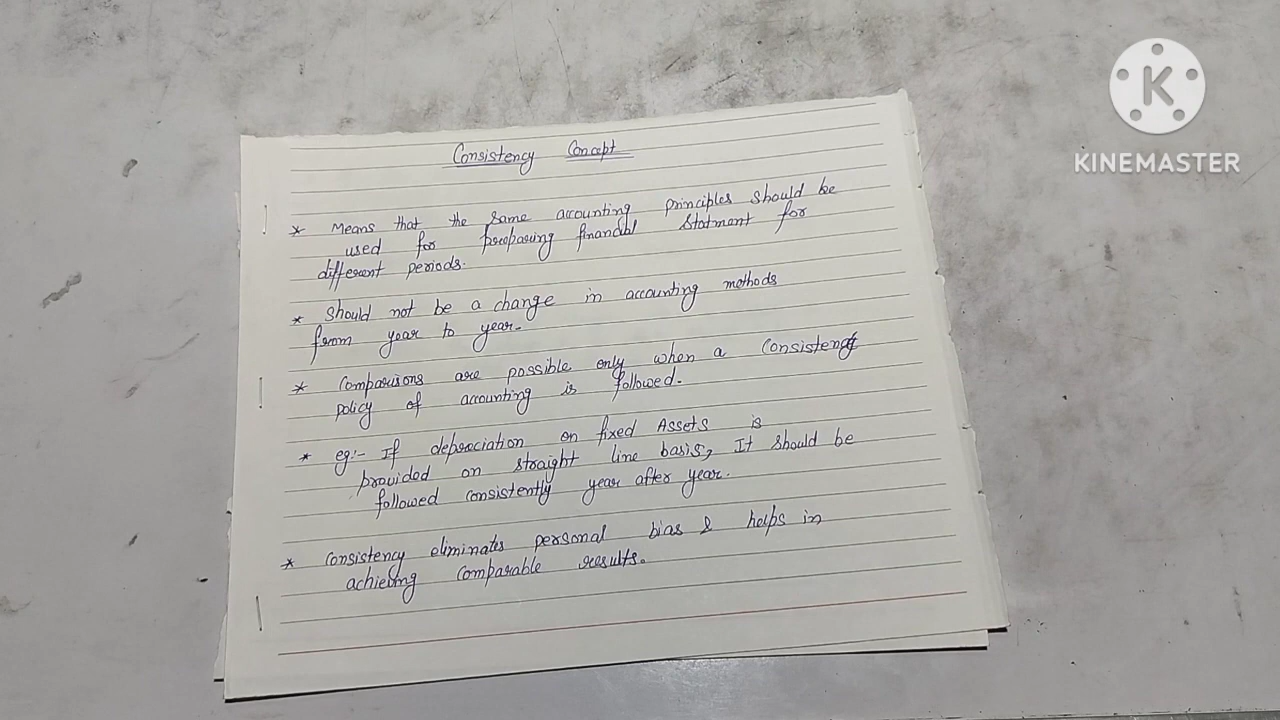 Consistency Concept
* Means that the same accounting principles should be
used for preparing financial Statment for
different periods.
* Should not be a change in accounting methods
from year to year.
* Comparisions are possible only when a Consistency
policy of accounting is followed.
* eg:- If depreciation on fixed Assets is
provided on straight line basis, It should be
followed consistently year after year.
* Consistency eliminates personal bias & helps in
achieving comparable results.
K
KINEMASTER